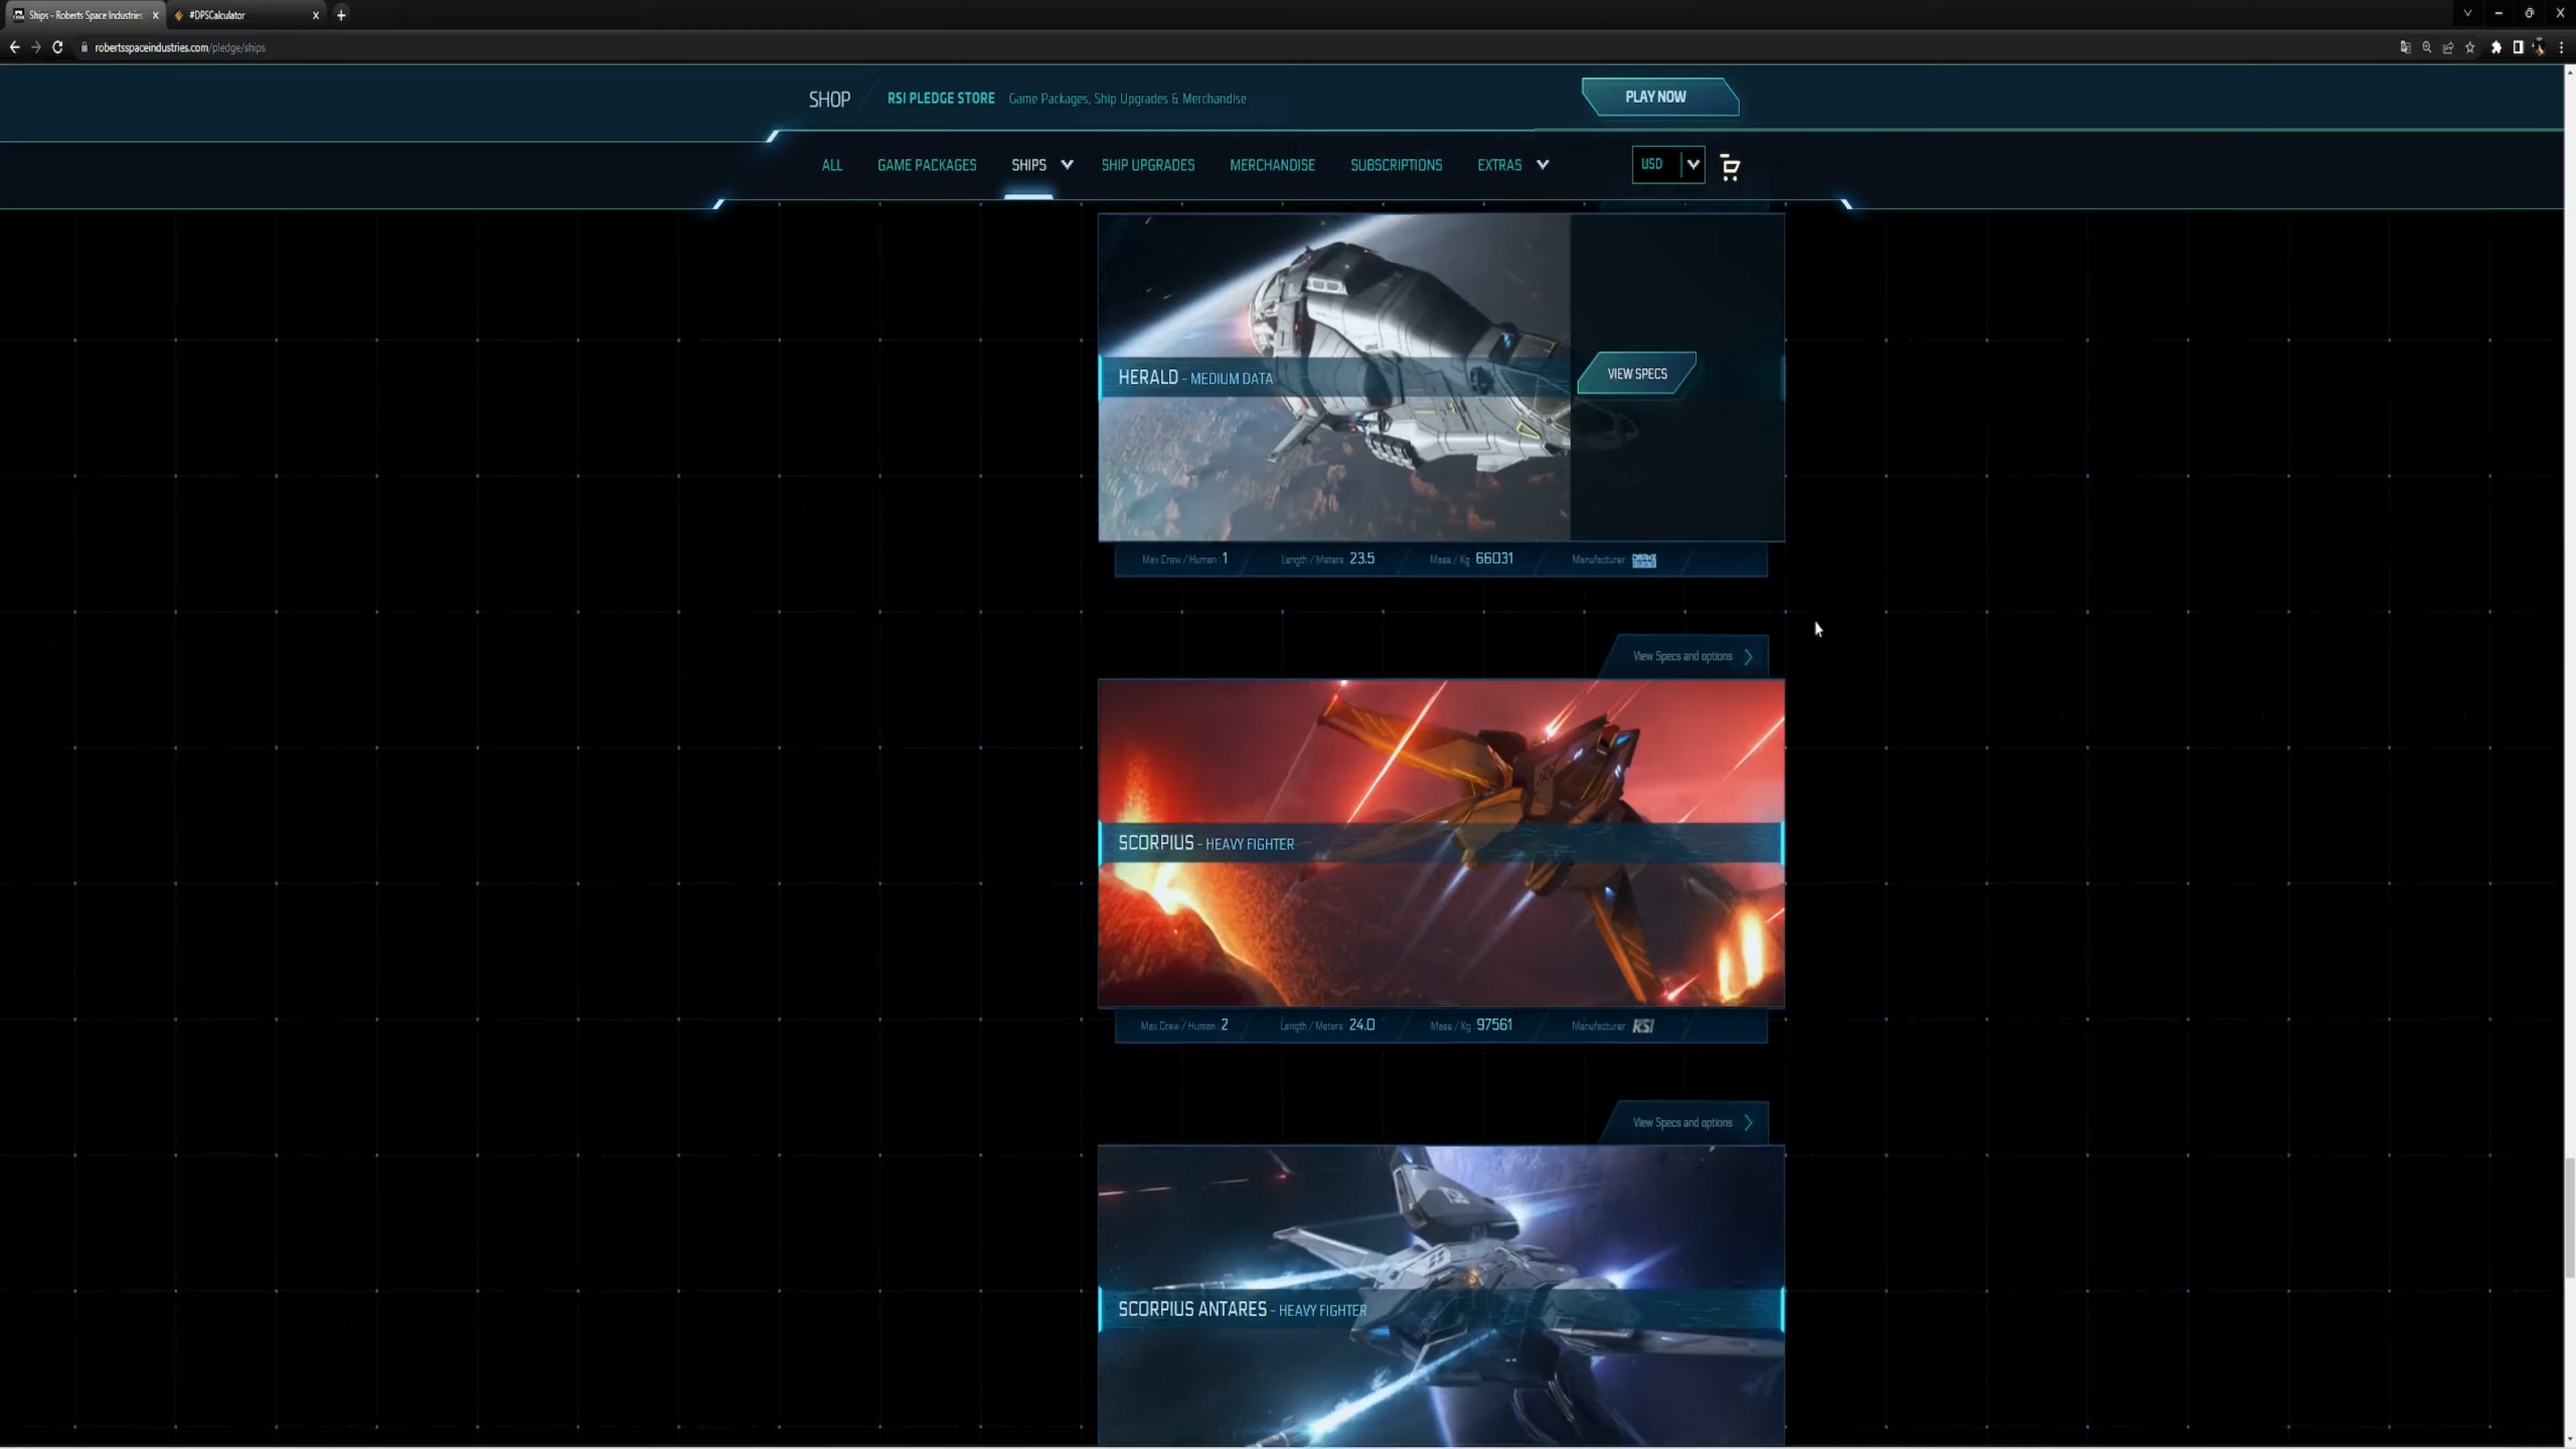 Ships - Roberts Space Industries
#DPSCalculator
robertsspaceindustries.com/pledge/ships
SHOP
RSI PLEDGE STORE
Game Packages, Ship Upgrades & Merchandise
PLAY NOW
ALL
GAME PACKAGES
SHIPS
SHIP UPGRADES
MERCHANDISE
SUBSCRIPTIONS
EXTRAS
USD
HERALD - MEDIUM DATA
VIEW SPECS
Max Crew / Human : 1
Length / Meters : 23.5
Mass / Kg : 66031
Manufacturer : DRAKE
View Specs and options
SCORPIUS - HEAVY FIGHTER
Max Crew / Human : 2
Length / Meters : 24.0
Mass / Kg : 97561
Manufacturer : RSI
View Specs and options
SCORPIUS ANTARES - HEAVY FIGHTER